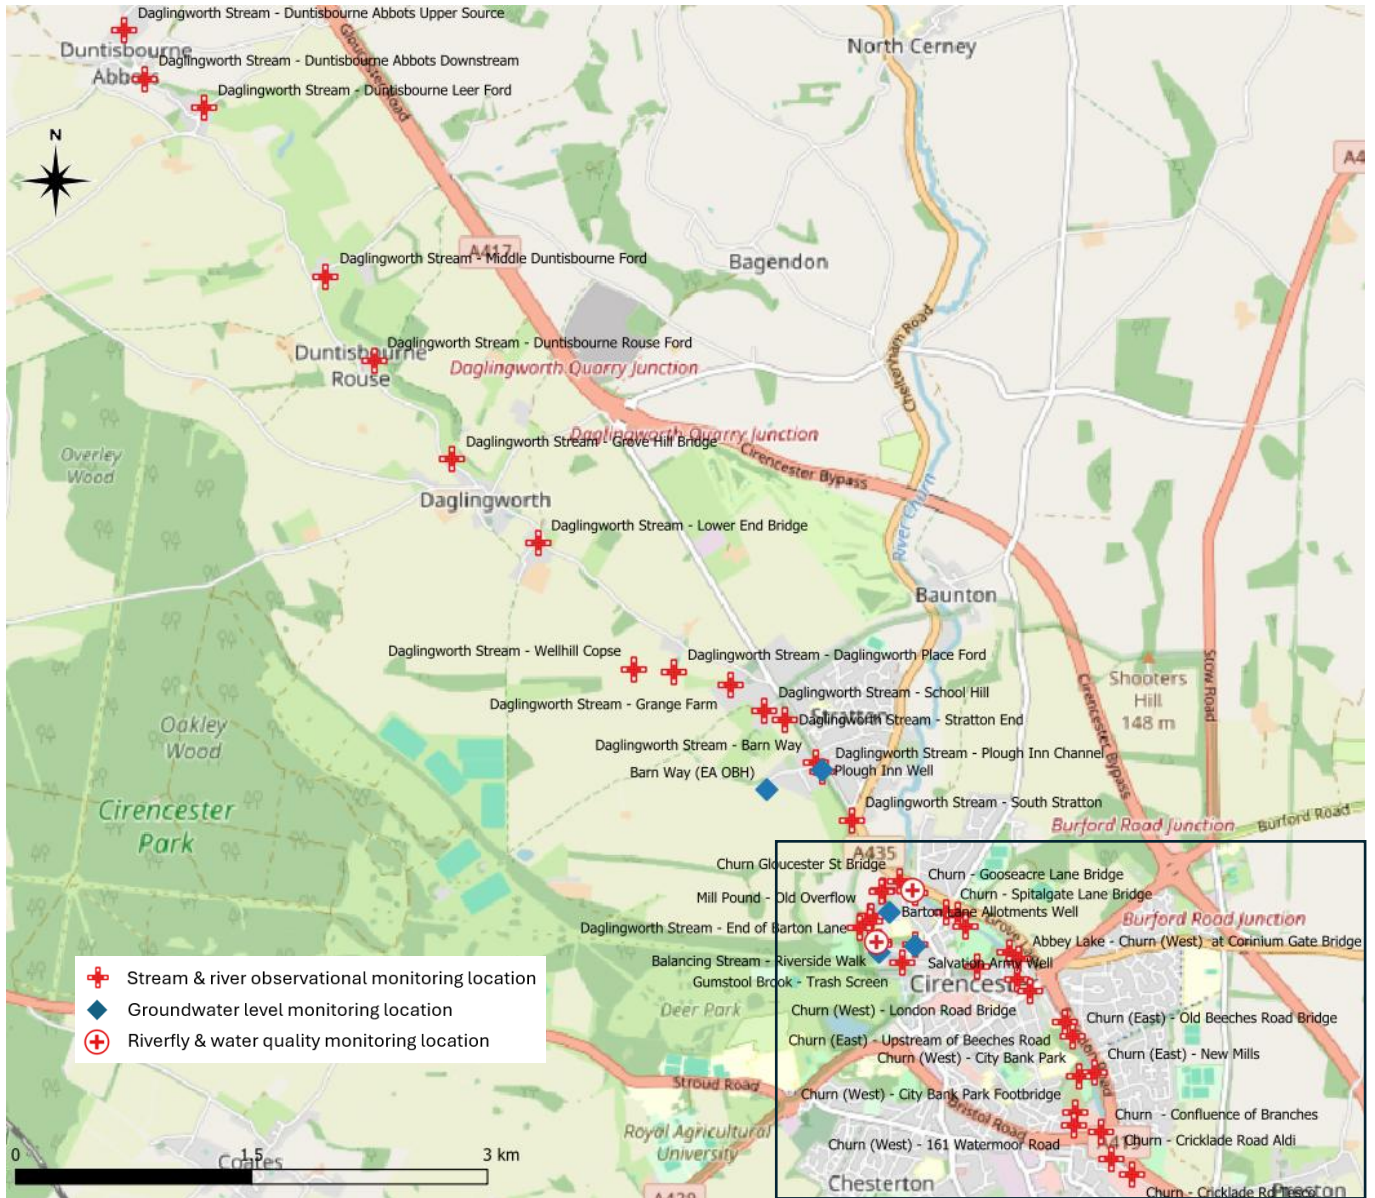 Daglingworth Stream - Duntisbourne Abbots Upper Source
Duntisbourne
Abbots
Daglingworth Stream - Duntisbourne Abbots Downstream
Daglingworth Stream - Duntisbourne Leer Ford
Gloucester Road
North Cerney
N
A4
A417
Daglingworth Stream - Middle Duntisbourne Ford
Bagendon
Cheltenham Road
Daglingworth Stream - Duntisbourne Rouse Ford
Duntisbourne
Rouse
Daglingworth Quarry Junction
Daglingworth Quarry Junction
Daglingworth Stream - Grove Hill Bridge
Cirencester Bypass
Overley
Wood
Daglingworth
River Churn
Daglingworth Stream - Lower End Bridge
Baunton
Daglingworth Stream - Wellhill Copse
Daglingworth Stream - Daglingworth Place Ford
Stow Road
Shooters
Hill
148 m
Cirencester Bypass
Daglingworth Stream - School Hill
Daglingworth Stream - Grange Farm
Stratton
Daglingworth Stream - Stratton End
Oakley
Wood
Daglingworth Stream - Barn Way
Daglingworth Stream - Plough Inn Channel
Barn Way (EA OBH)
Plough Inn Well
Cirencester
Park
Daglingworth Stream - South Stratton
Burford Road Junction
Burford Road
A435
Churn Gloucester St Bridge
Churn - Gooseacre Lane Bridge
Mill Pound - Old Overflow
Churn - Spitalgate Lane Bridge
Barton Lane Allotments Well
Burford Road Junction
Daglingworth Stream - End of Barton Lane
Grove Lane
Abbey Lake - Churn (West) at Corinium Gate Bridge
Balancing Stream - Riverside Walk
Salvation Army Well
Gumstool Brook - Trash Screen
Cirencester
Stream & river observational monitoring location
Groundwater level monitoring location
Riverfly & water quality monitoring location
Deer Park
Churn (West) - London Road Bridge
Churn (East) - Old Beeches Road Bridge
Churn (East) - Upstream of Beeches Road
Churn (West) - City Bank Park
Churn (East) - New Mills
Stroud Road
Churn (West) - City Bank Park Footbridge
Bristol Road
Churn - Confluence of Branches
Royal Agricultural
University
Churn (West) - 161 Watermoor Road
Churn - Cricklade Road Aldi
0
1.5
3 km
Coates
Chesterton
Churn - Cricklade Rd Tesco
Preston